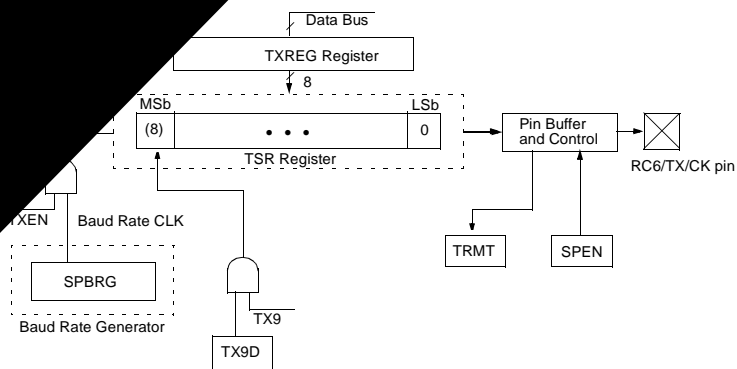 Data Bus
TXREG Register
8
MSb
LSb
(8)
• • •
0
TSR Register
Pin Buffer
and Control
RC6/TX/CK pin
Baud Rate CLK
TRMT
SPEN
SPBRG
Baud Rate Generator
TX9
TX9D